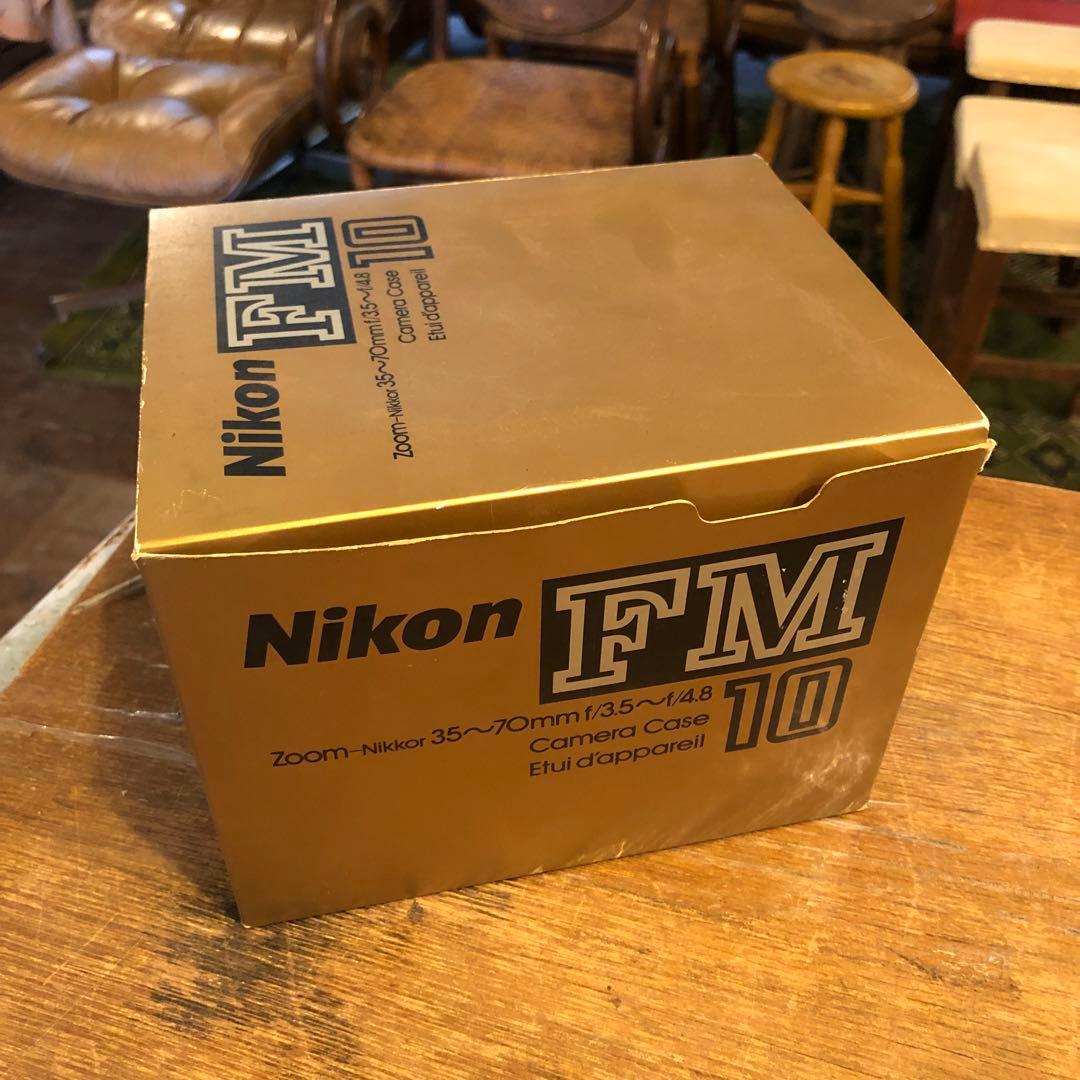 Nikon FM 10
Zoom-Nikkor 35~70mm f/3.5~f/4.8
Camera Case
Etui d'appareil
Nikon FM
10
Zoom-Nikkor 35~70mm f/3.5~f/4.8
Camera Case
Etui d'appareil